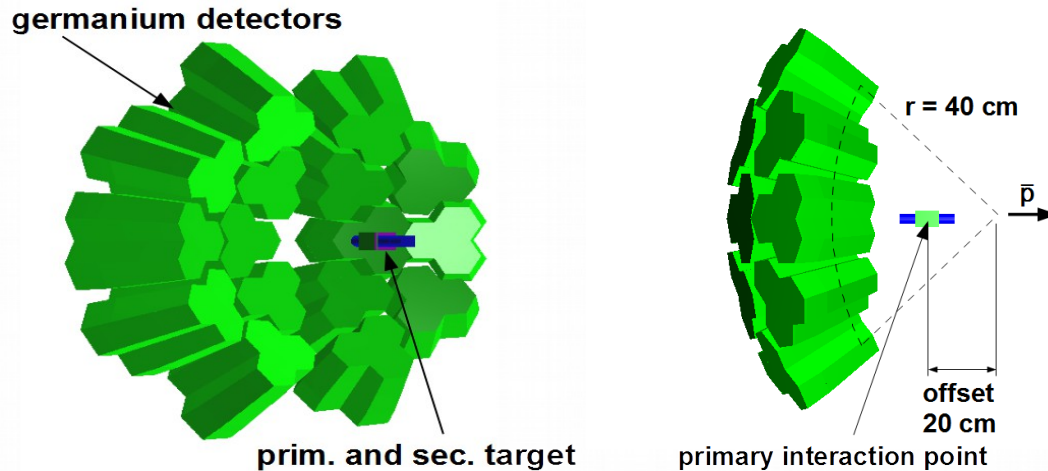 germanium detectors
prim. and sec. target
r = 40 cm
p̅
offset
20 cm
primary interaction point